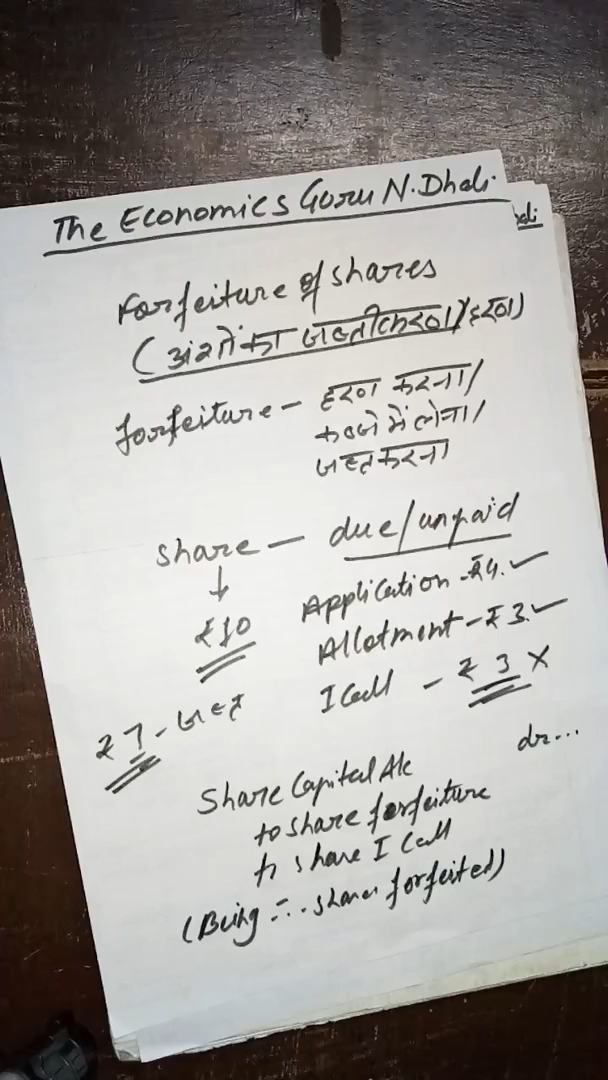 The Economics Guru N. Dhali.
Forfeiture of shares
(अंशों का जब्तीकरण/हरण)
forfeiture - हरण करना/
कब्जे में लेना/
जब्त करना
share - due/unpaid
↓
₹10
Application - ₹4. ✓
Allotment - ₹3. ✓
I Call - ₹ 3 X
₹ 7 - जब्त
Share Capital A/c dr...
to share forfeiture
to share I Call
(Being ... shares forfeited)